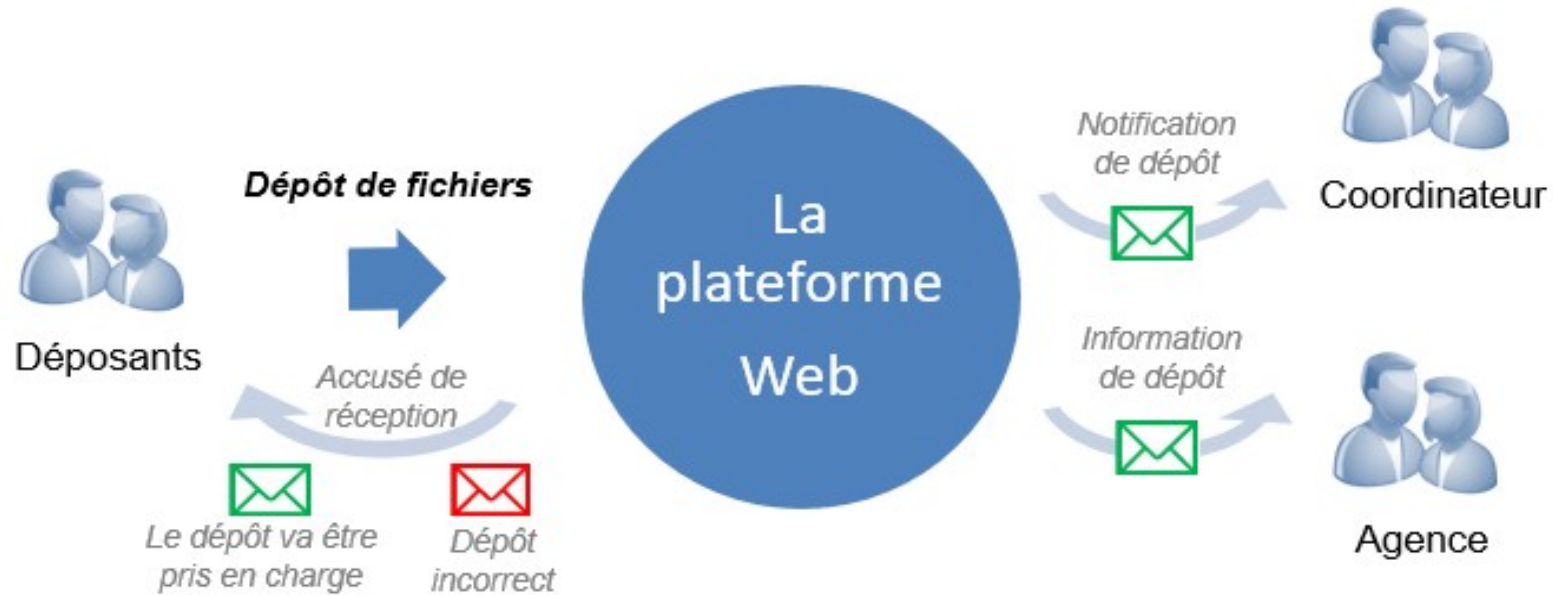 Déposants
Dépôt de fichiers
Accusé de
réception
Le dépôt va être
pris en charge
Dépôt
incorrect
La
plateforme
Web
Notification
de dépôt
Coordinateur
Information
de dépôt
Agence